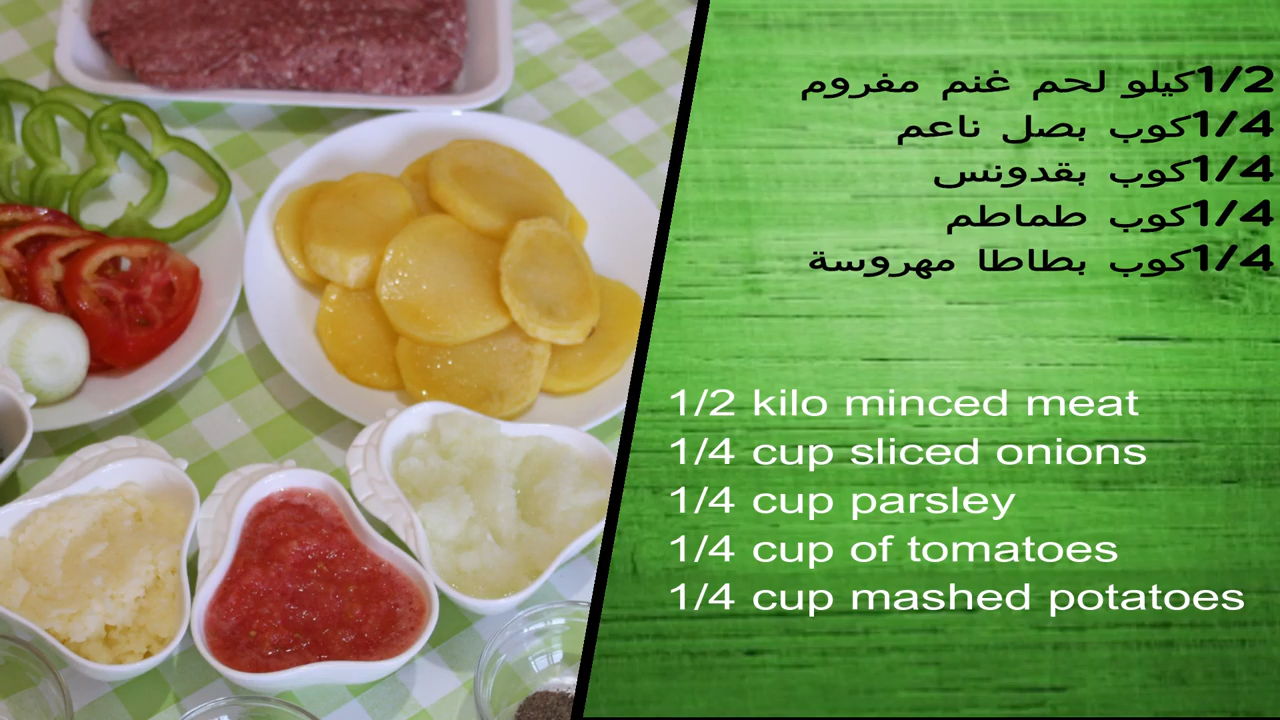 1/2كيلو لحم غنم مفروم
1/4كوب بصل ناعم
1/4كوب بقدونس
1/4كوب طماطم
1/4كوب بطاطا مهروسة
1/2 kilo minced meat
1/4 cup sliced onions
1/4 cup parsley
1/4 cup of tomatoes
1/4 cup mashed potatoes